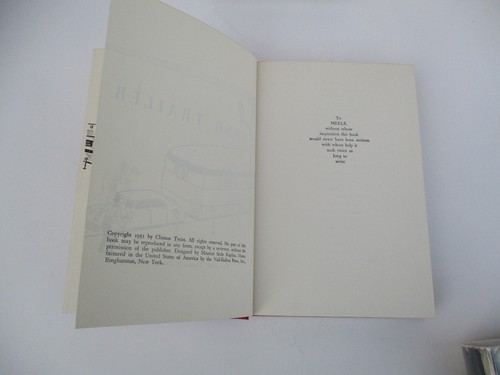 Copyright 1953 by Clinton Twiss. All rights reserved. No part of the
book may be reproduced in any form, except by a reviewer, without the
permission of the publisher. Designed by Maurice Serle Kaplan. Manu-
factured in the United States of America by the Vail-Ballou Press, Inc.
Binghamton, New York.
To
MERLE
without whose
inspiration this book
would never have been written
with whose help it
took twice as
long to
write